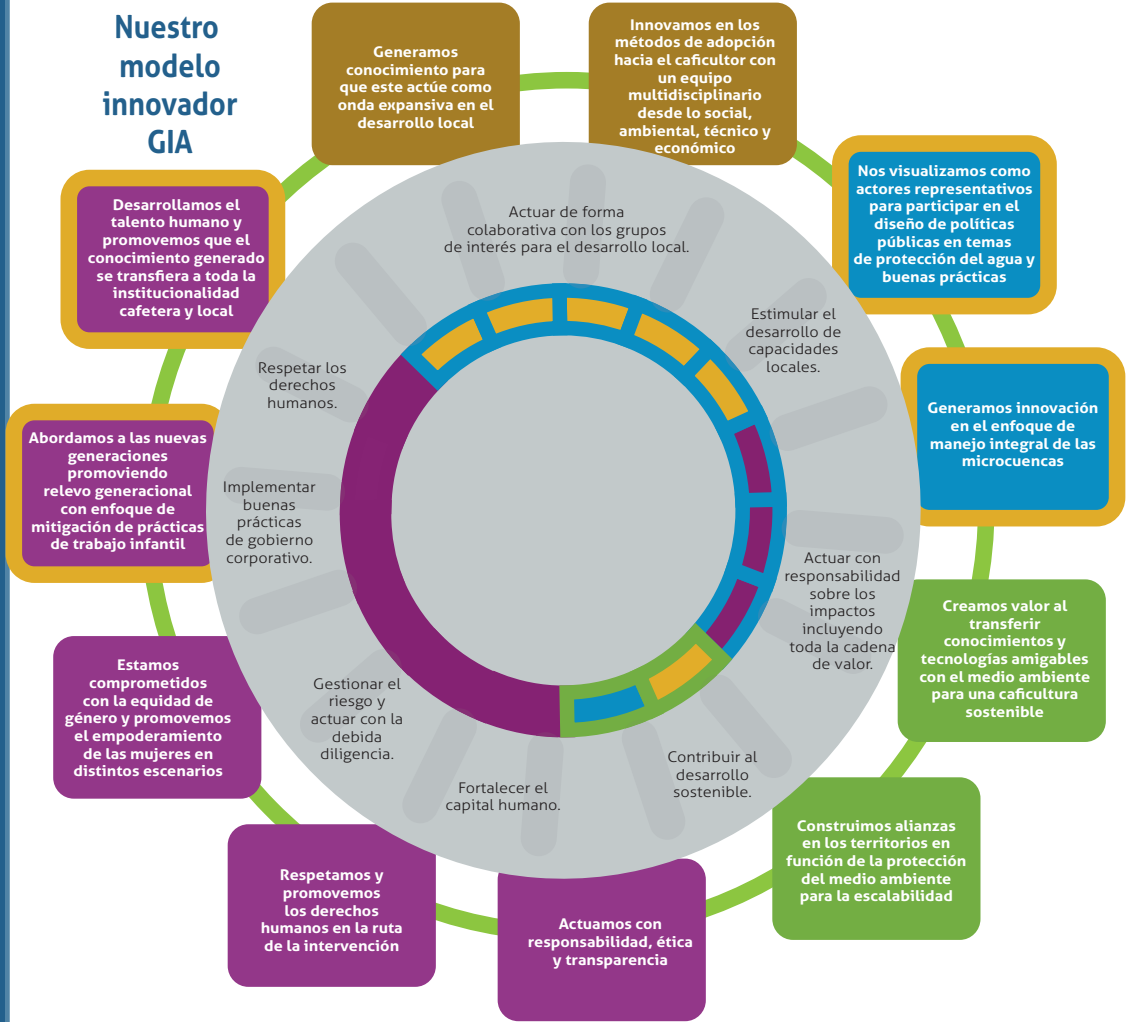 Nuestro
modelo
innovador
GIA
Generamos
conocimiento para
que este actúe como
onda expansiva en el
desarrollo local
Innovamos en los
métodos de adopción
hacia el caficultor con
un equipo
multidisciplinario
desde lo social,
ambiental, técnico y
económico
Nos visualizamos como
actores representativos
para participar en el
diseño de políticas
públicas en temas
de protección del agua y
buenas prácticas
Generamos innovación
en el enfoque de
manejo integral de las
microcuencas
Creamos valor al
transferir
conocimientos y
tecnologías amigables
con el medio ambiente
para una caficultura
sostenible
Construimos alianzas
en los territorios en
función de la protección
del medio ambiente
para la escalabilidad
Actuamos con
responsabilidad, ética
y transparencia
Respetamos y
promovemos
los derechos
humanos en la ruta
de la intervención
Estamos
comprometidos
con la equidad de
género y promovemos
el empoderamiento
de las mujeres en
distintos escenarios
Abordamos a las nuevas
generaciones
promoviendo
relevo generacional
con enfoque de
mitigación de prácticas
de trabajo infantil
Desarrollamos el
talento humano y
promovemos que el
conocimiento generado
se transfiera a toda la
institucionalidad
cafetera y local
Actuar de forma
colaborativa con los grupos
de interés para el desarrollo local.
Estimular el
desarrollo de
capacidades
locales.
Actuar con
responsabilidad
sobre los
impactos
incluyendo
toda la cadena
de valor.
Contribuir al
desarrollo
sostenible.
Fortalecer el
capital humano.
Gestionar el
riesgo y
actuar con la
debida
diligencia.
Implementar
buenas
prácticas
de gobierno
corporativo.
Respetar los
derechos
humanos.